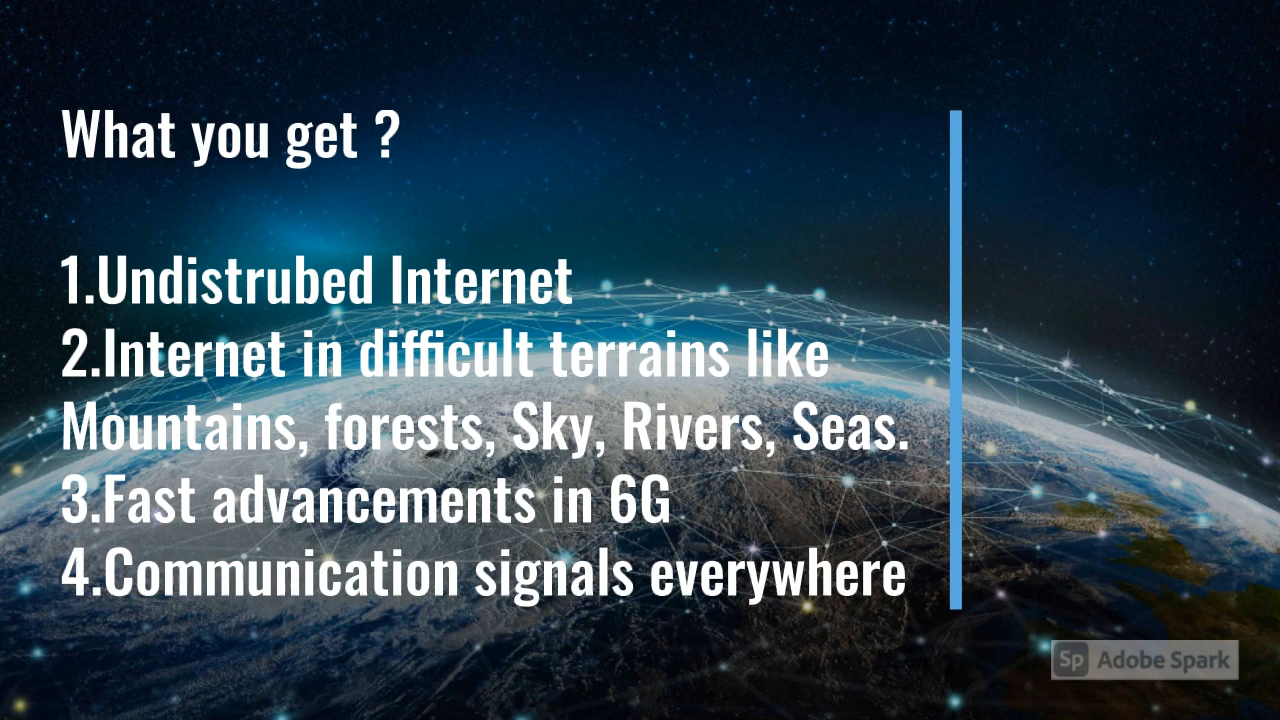 What you get ?
1.Undistrubed Internet
2.Internet in difficult terrains like
Mountains, forests, Sky, Rivers, Seas.
3.Fast advancements in 6G
4.Communication signals everywhere
Sp Adobe Spark